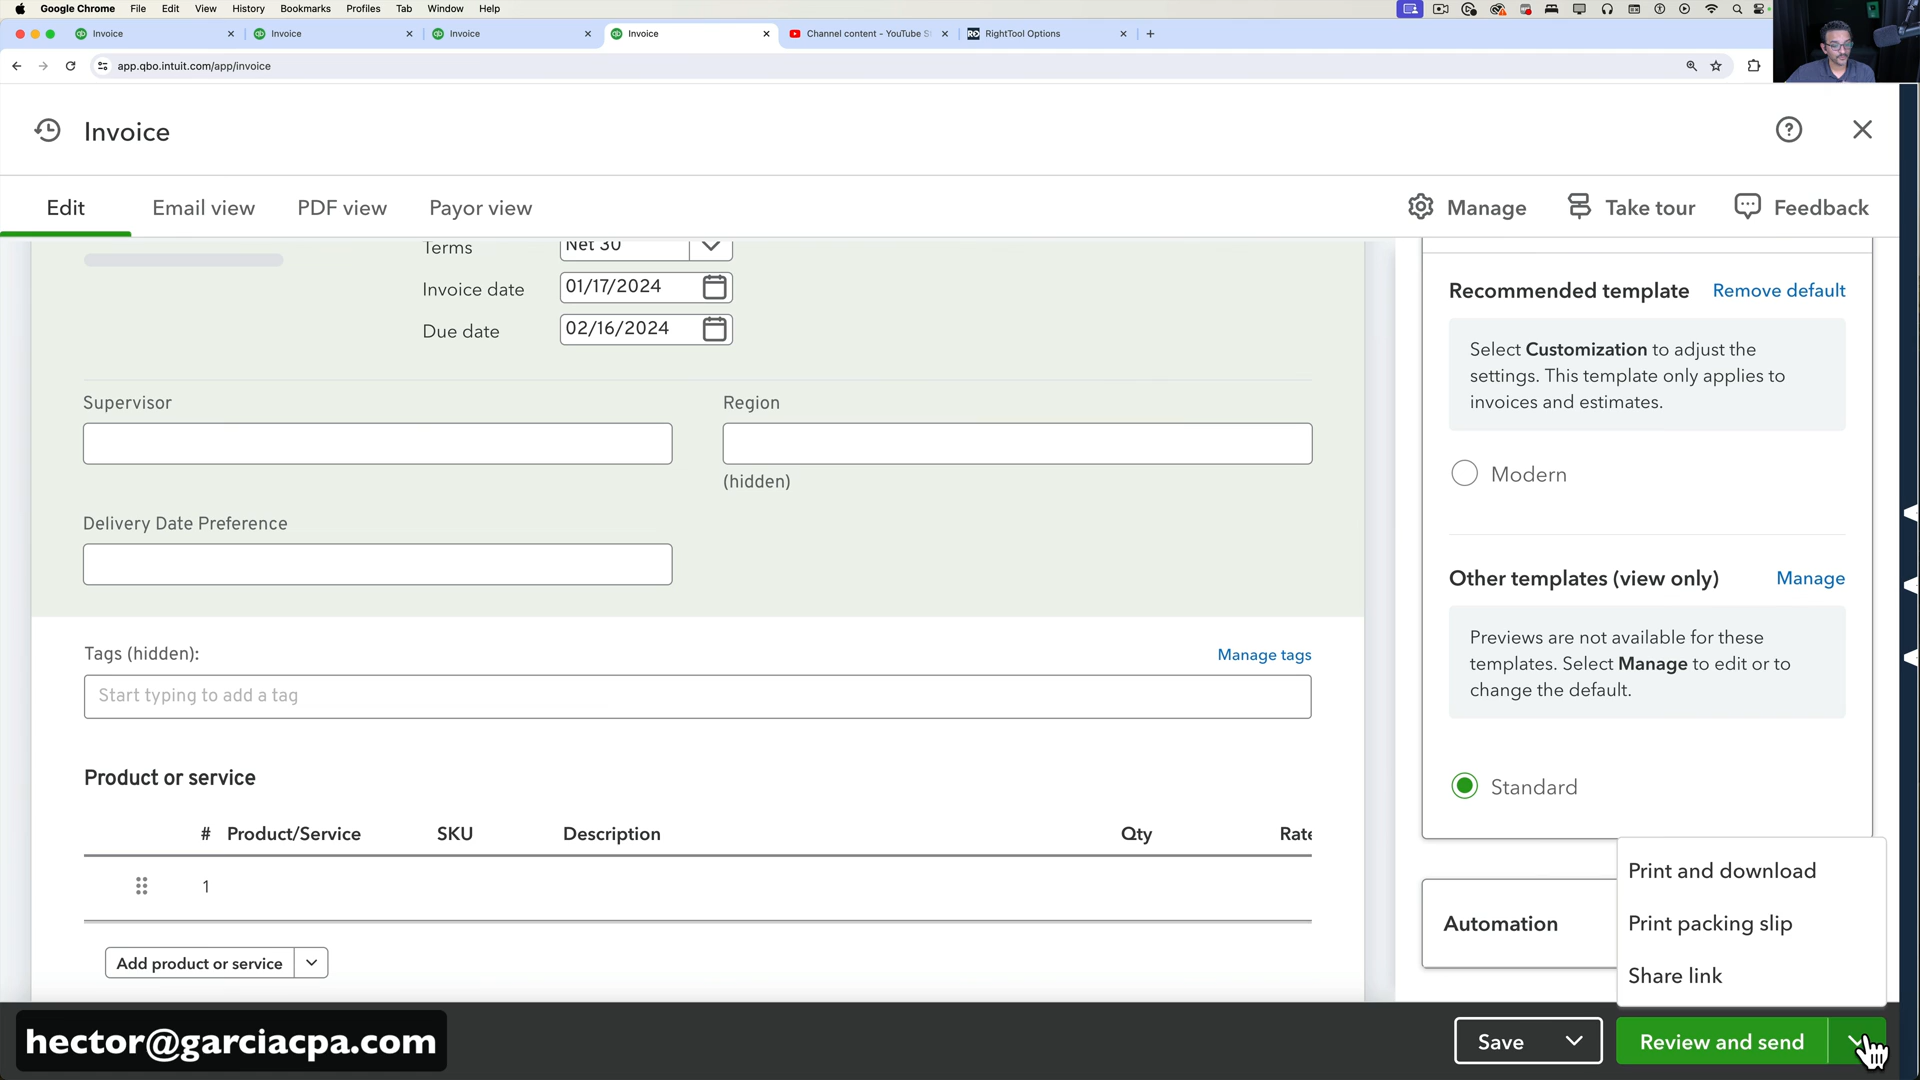 Google Chrome File Edit View History Bookmarks Profiles Tab Window Help
Invoice Invoice Invoice Invoice Channel content - YouTube S RightTool Options
app.qbo.intuit.com/app/invoice
Invoice
Edit Email view PDF view Payor view Manage Take tour Feedback
Terms Net 30
Invoice date 01/17/2024
Due date 02/16/2024
Supervisor Region
(hidden)
Delivery Date Preference
Tags (hidden): Manage tags
Start typing to add a tag
Product or service
# Product/Service SKU Description Qty Rate
1
Add product or service
Recommended template Remove default
Select Customization to adjust the
settings. This template only applies to
invoices and estimates.
Modern
Other templates (view only) Manage
Previews are not available for these
templates. Select Manage to edit or to
change the default.
Standard
Automation
Print and download
Print packing slip
Share link
hector@garciacpa.com
Save Review and send